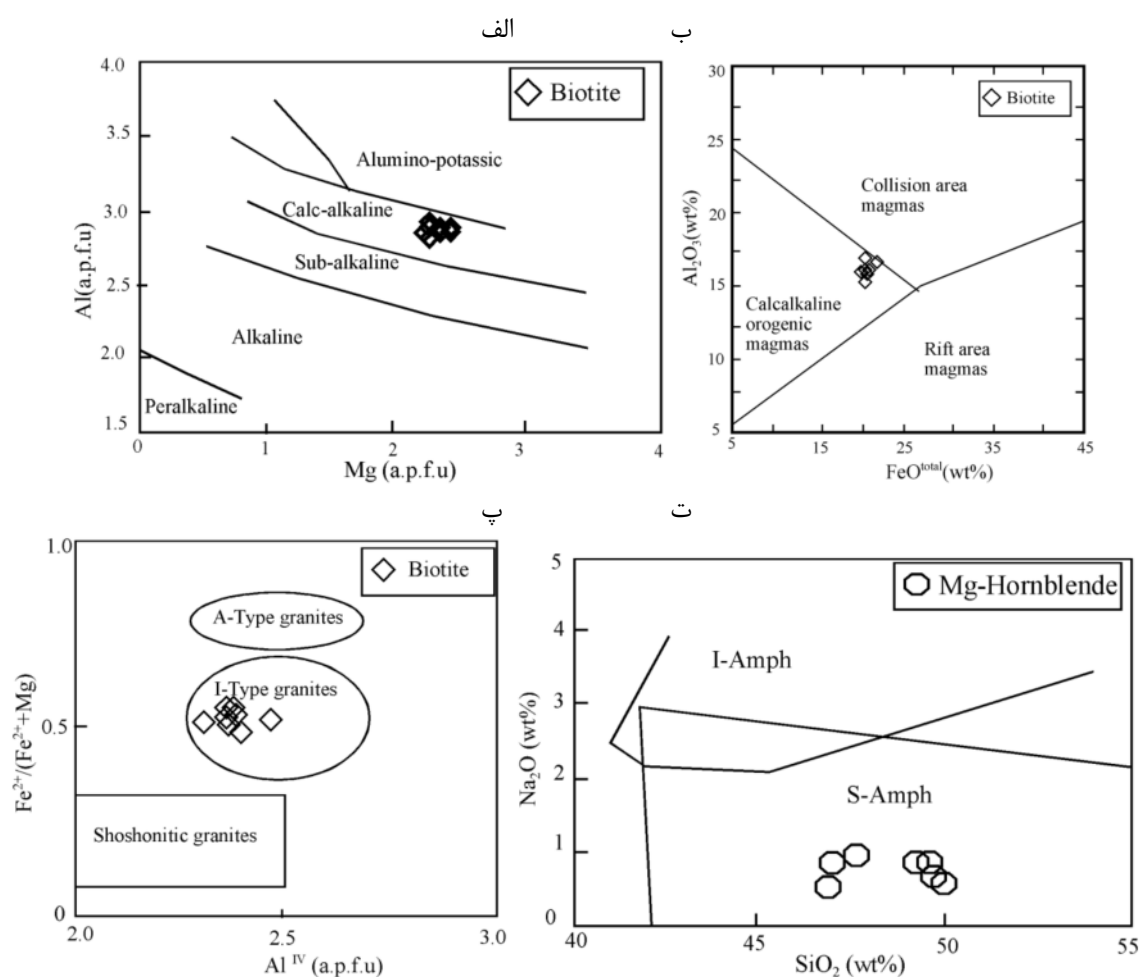 الف
ب
4.0
3.5
3.0
2.5
2.0
1.5
Al(a.p.f.u)
Biotite
Alumino-potassic
Calc-alkaline
Sub-alkaline
Alkaline
Peralkaline
0
1
2
3
4
Mg (a.p.f.u)
30
25
20
15
10
5
Al₂O₃(wt%)
Biotite
Collision area
magmas
Calcalkaline
orogenic
magmas
Rift area
magmas
5
15
25
35
45
FeOᵗᵒᵗᵃˡ(wt%)
پ
ت
1.0
0.5
0
Fe²⁺/(Fe²⁺+Mg)
Biotite
A-Type granites
I-Type granites
Shoshonitic granites
2.0
2.5
3.0
Al ᴵⱽ (a.p.f.u)
5
4
3
2
1
0
Na₂O (wt%)
Mg-Hornblende
I-Amph
S-Amph
40
45
50
55
SiO₂ (wt%)